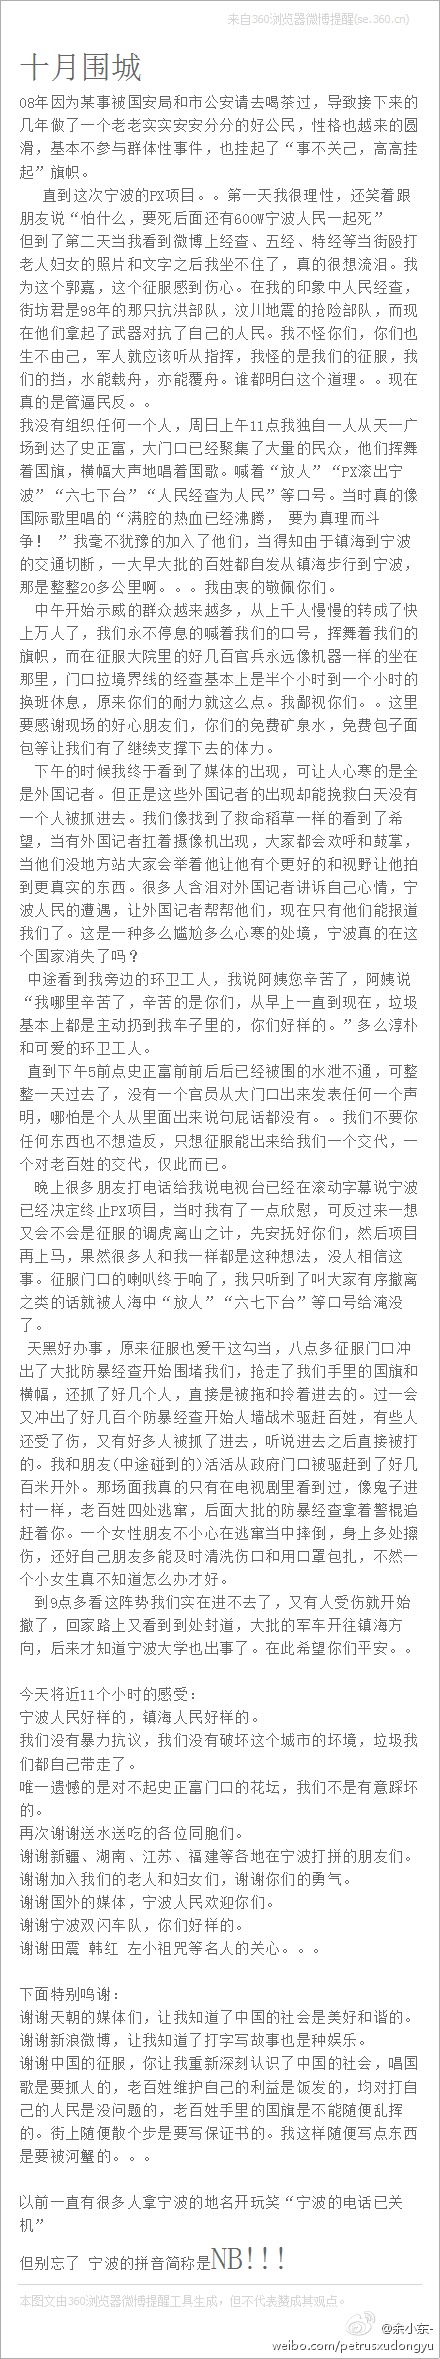 来自360浏览器微博提醒(se.360.cn)
十月围城
08年因为某事被国安局和市公安请去喝茶过，导致接下来的
几年做了一个老老实实安安分分的好公民，性格也越来的圆
滑，基本不参与群体性事件，也挂起了“事不关己，高高挂
起”旗帜。
直到这次宁波的PX项目。。第一天我很理性，还笑着跟
朋友说“怕什么，要死后面还有600W宁波人民一起死”
但到了第二天当我看到微博上经查、五经、特经等当街殴打
老人妇女的照片和文字之后我坐不住了，真的很想流泪。我
为这个郭嘉，这个征服感到伤心。在我的印象中人民经查，
街坊君是98年的那只抗洪部队，汶川地震的抢险部队，而现
在他们拿起了武器对抗了自己的人民。我不怪你们，你们也
生不由己，军人就应该听从指挥，我怪的是我们的征服，我
们的挡，水能载舟，亦能覆舟。谁都明白这个道理。。现在
真的是管逼民反。。
我没有组织任何一个人，周日上午11点我独自一人从天一广
场到达了史正富，大门口已经聚集了大量的民众，他们挥舞
着国旗，横幅大声地唱着国歌。喊着“放人”“PX滚出宁
波”“六七下台”“人民经查为人民”等口号。当时真的像
国际歌里唱的“满腔的热血已经沸腾， 要为真理而斗
争！ ”我毫不犹豫的加入了他们，当得知由于镇海到宁波
的交通切断，一大早大批的百姓都自发从镇海步行到宁波，
那是整整20多公里啊。。。我由衷的敬佩你们。
中午开始示威的群众越来越多，从上千人慢慢的转成了快
上万人了，我们永不停息的喊着我们的口号，挥舞着我们的
旗帜，而在征服大院里的好几百官兵永远像机器一样的坐在
那里，门口拉境界线的经查基本上是半个小时到一个小时的
换班休息，原来你们的耐力就这么点。我鄙视你们。。这里
要感谢现场的好心朋友们，你们的免费矿泉水，免费包子面
包等让我们有了继续支撑下去的体力。
下午的时候我终于看到了媒体的出现，可让人心寒的是全
是外国记者。但正是这些外国记者的出现却能挽救白天没有
一个人被抓进去。我们像找到了救命稻草一样的看到了希
望，当有外国记者扛着摄像机出现，大家都会欢呼和鼓掌，
当他们没地方站大家会举着他让他有个更好的和视野让他拍
到更真实的东西。很多人含泪对外国记者讲诉自己心情，宁
波人民的遭遇，让外国记者帮帮他们，现在只有他们能报道
我们了。这是一种多么尴尬多么心寒的处境，宁波真的在这
个国家消失了吗？
中途看到我旁边的环卫工人，我说阿姨您辛苦了，阿姨说
“我哪里辛苦了，辛苦的是你们，从早上一直到现在，垃圾
基本上都是主动扔到我车子里的，你们好样的。”多么淳朴
和可爱的环卫工人。
直到下午5前点史正富前前后后已经被围的水泄不通，可整
整一天过去了，没有一个官员从大门口出来发表任何一个声
明，哪怕是个人从里面出来说句屁话都没有。。我们不要你
任何东西也不想造反，只想征服能出来给我们一个交代，一
个对老百姓的交代，仅此而已。
晚上很多朋友打电话给我说电视台已经在滚动字幕说宁波
已经决定终止PX项目，当时我有了一点欣慰，可反过来一想
又会不会是征服的调虎离山之计，先安抚好你们，然后项目
再上马，果然很多人和我一样都是这种想法，没人相信这
事。征服门口的喇叭终于响了，我只听到了叫大家有序撤离
之类的话就被人海中“放人”“六七下台”等口号给淹没
了。
天黑好办事，原来征服也爱干这勾当，八点多征服门口冲
出了大批防暴经查开始围堵我们，抢走了我们手里的国旗和
横幅，还抓了好几个人，直接是被拖和拎着进去的。过一会
又冲出了好几百个防暴经查开始人墙战术驱赶百姓，有些人
还受了伤，又有好多人被抓了进去，听说进去之后直接被打
的。我和朋友(中途碰到的)活活从政府门口被驱赶到了好几
百米开外。那场面我真的只有在电视剧里看到过，像鬼子进
村一样，老百姓四处逃窜，后面大批的防暴经查拿着警棍追
赶着你。一个女性朋友不小心在逃窜当中摔倒，身上多处擦
伤，还好自己朋友多能及时清洗伤口和用口罩包扎，不然一
个小女生真不知道怎么办才好。
到9点多看这阵势我们实在进不去了，又有人受伤就开始
撤了，回家路上又看到到处封道，大批的军车开往镇海方
向，后来才知道宁波大学也出事了。在此希望你们平安。。
今天将近11个小时的感受：
宁波人民好样的，镇海人民好样的。
我们没有暴力抗议，我们没有破坏这个城市的坏境，垃圾我
们都自己带走了。
唯一遗憾的是对不起史正富门口的花坛，我们不是有意踩坏
的。
再次谢谢送水送吃的各位同胞们。
谢谢新疆、湖南、江苏、福建等各地在宁波打拼的朋友们。
谢谢加入我们的老人和妇女们，谢谢你们的勇气。
谢谢国外的媒体，宁波人民欢迎你们。
谢谢宁波双闪车队，你们好样的。
谢谢田震 韩红 左小祖咒等名人的关心。。。
下面特别鸣谢：
谢谢天朝的媒体们，让我知道了中国的社会是美好和谐的。
谢谢新浪微博，让我知道了打字写故事也是种娱乐。
谢谢中国的征服，你让我重新深刻认识了中国的社会，唱国
歌是要抓人的，老百姓维护自己的利益是饭发的，均对打自
己的人民是没问题的，老百姓手里的国旗是不能随便乱挥
的。街上随便散个步是要写保证书的。我这样随便写点东西
是要被河蟹的。。。
以前一直有很多人拿宁波的地名开玩笑“宁波的电话已关
机”
但别忘了 宁波的拼音简称是NB!!!
本图文由360浏览器微博提醒工具生成，但不代表赞成其观点。
@余小东-
weibo.com/petrusxudongyu